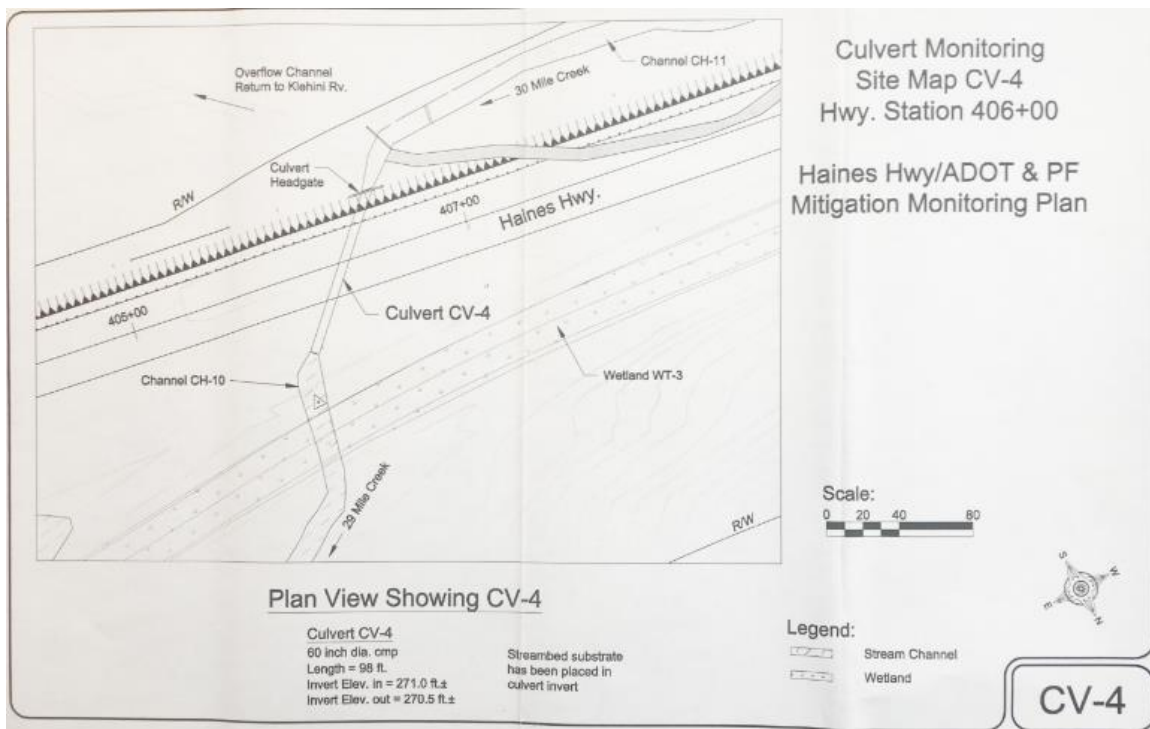 Culvert Monitoring
Site Map CV-4
Hwy. Station 406+00
Haines Hwy/ADOT & PF
Mitigation Monitoring Plan
Overflow Channel
Return to Klehini Rv.
30 Mile Creek
Channel CH-11
Culvert
Headgate
R/W
407+00
Haines Hwy.
405+00
Culvert CV-4
Channel CH-10
Wetland WT-3
29 Mile Creek
R/W
Scale:
0 20 40 80
S
W
E
N
Plan View Showing CV-4
Culvert CV-4
60 inch dia. cmp
Length = 98 ft.
Invert Elev. in = 271.0 ft.±
Invert Elev. out = 270.5 ft.±
Streambed substrate
has been placed in
culvert invert
Legend:
Stream Channel
Wetland
CV-4